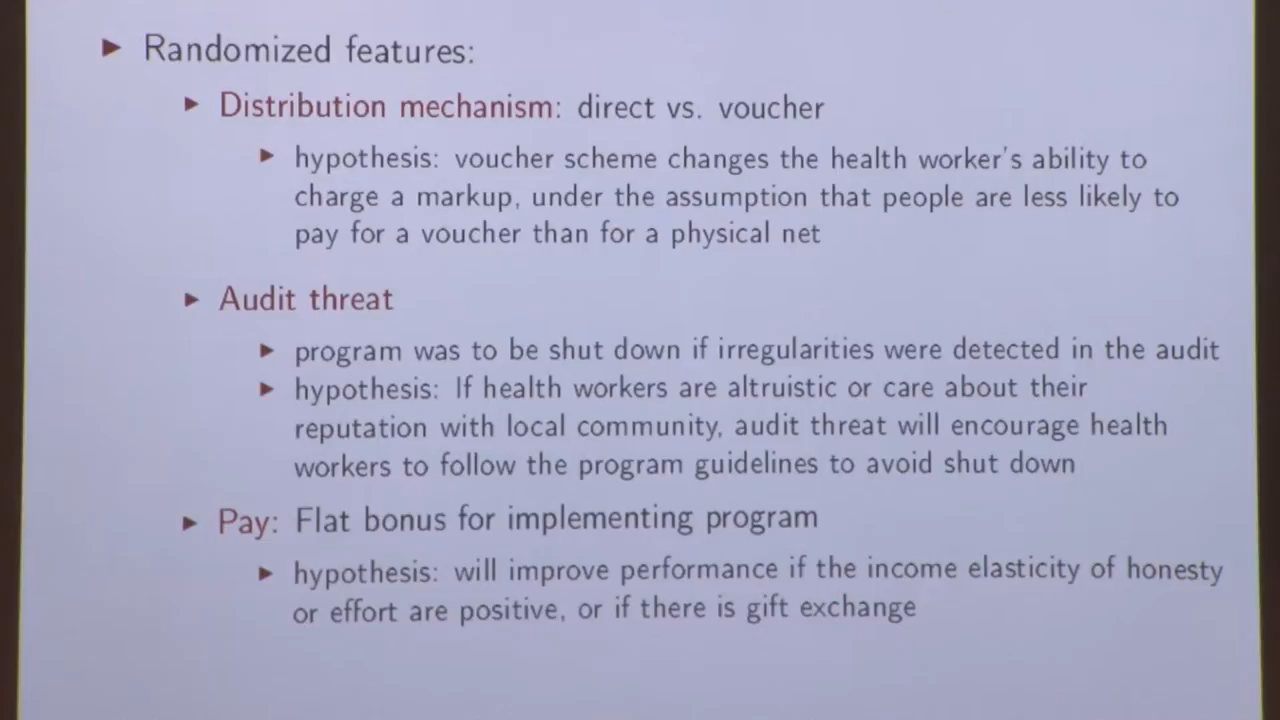 ▶ Randomized features:
▶ Distribution mechanism: direct vs. voucher
▶ hypothesis: voucher scheme changes the health worker's ability to
charge a markup, under the assumption that people are less likely to
pay for a voucher than for a physical net
▶ Audit threat
▶ program was to be shut down if irregularities were detected in the audit
▶ hypothesis: If health workers are altruistic or care about their
reputation with local community, audit threat will encourage health
workers to follow the program guidelines to avoid shut down
▶ Pay: Flat bonus for implementing program
▶ hypothesis: will improve performance if the income elasticity of honesty
or effort are positive, or if there is gift exchange